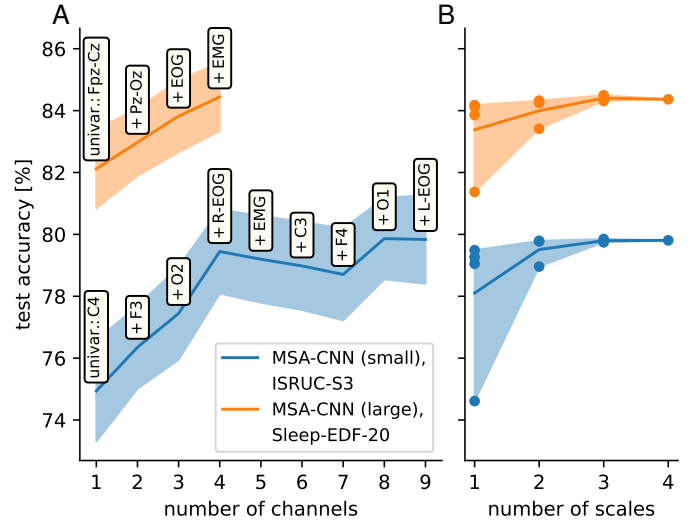 A
B
test accuracy [%]
86
84
82
80
78
76
74
univar.: Fpz-Cz
+ Pz-Oz
+ EOG
+ EMG
univar.: C4
+ F3
+ O2
+ R-EOG
+ EMG
+ C3
+ F4
+ O1
+ L-EOG
MSA-CNN (small),
ISRUC-S3
MSA-CNN (large),
Sleep-EDF-20
1 2 3 4 5 6 7 8 9
number of channels
1 2 3 4
number of scales